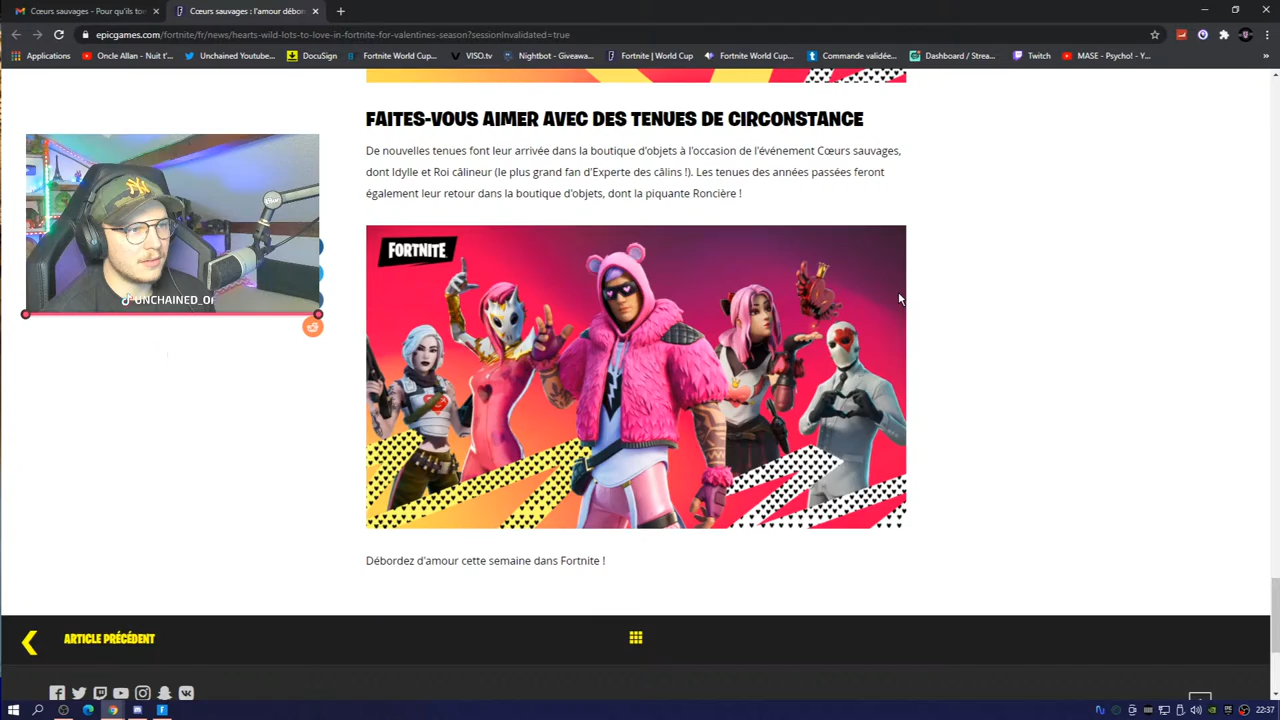 Cœurs sauvages - Pour qu'ils to
Cœurs sauvages : l'amour débor
epicgames.com/fortnite/fr/news/hearts-wild-lots-to-love-in-fortnite-for-valentines-season?sessionInvalidated=true
Applications
Oncle Allan - Nuit t'...
Unchained Youtube...
DocuSign
Fortnite World Cup
VISO.tv
Nightbot - Giveawa...
Fortnite | World Cup
Fortnite World Cup...
Commande validée...
Dashboard / Strea...
Twitch
MASE - Psycho! - Y...
FAITES-VOUS AIMER AVEC DES TENUES DE CIRCONSTANCE
De nouvelles tenues font leur arrivée dans la boutique d'objets à l'occasion de l'événement Cœurs sauvages,
dont Idylle et Roi câlineur (le plus grand fan d'Experte des câlins !). Les tenues des années passées feront
également leur retour dans la boutique d'objets, dont la piquante Roncière !
FORTNITE
Débordez d'amour cette semaine dans Fortnite !
ARTICLE PRÉCÉDENT
22:37